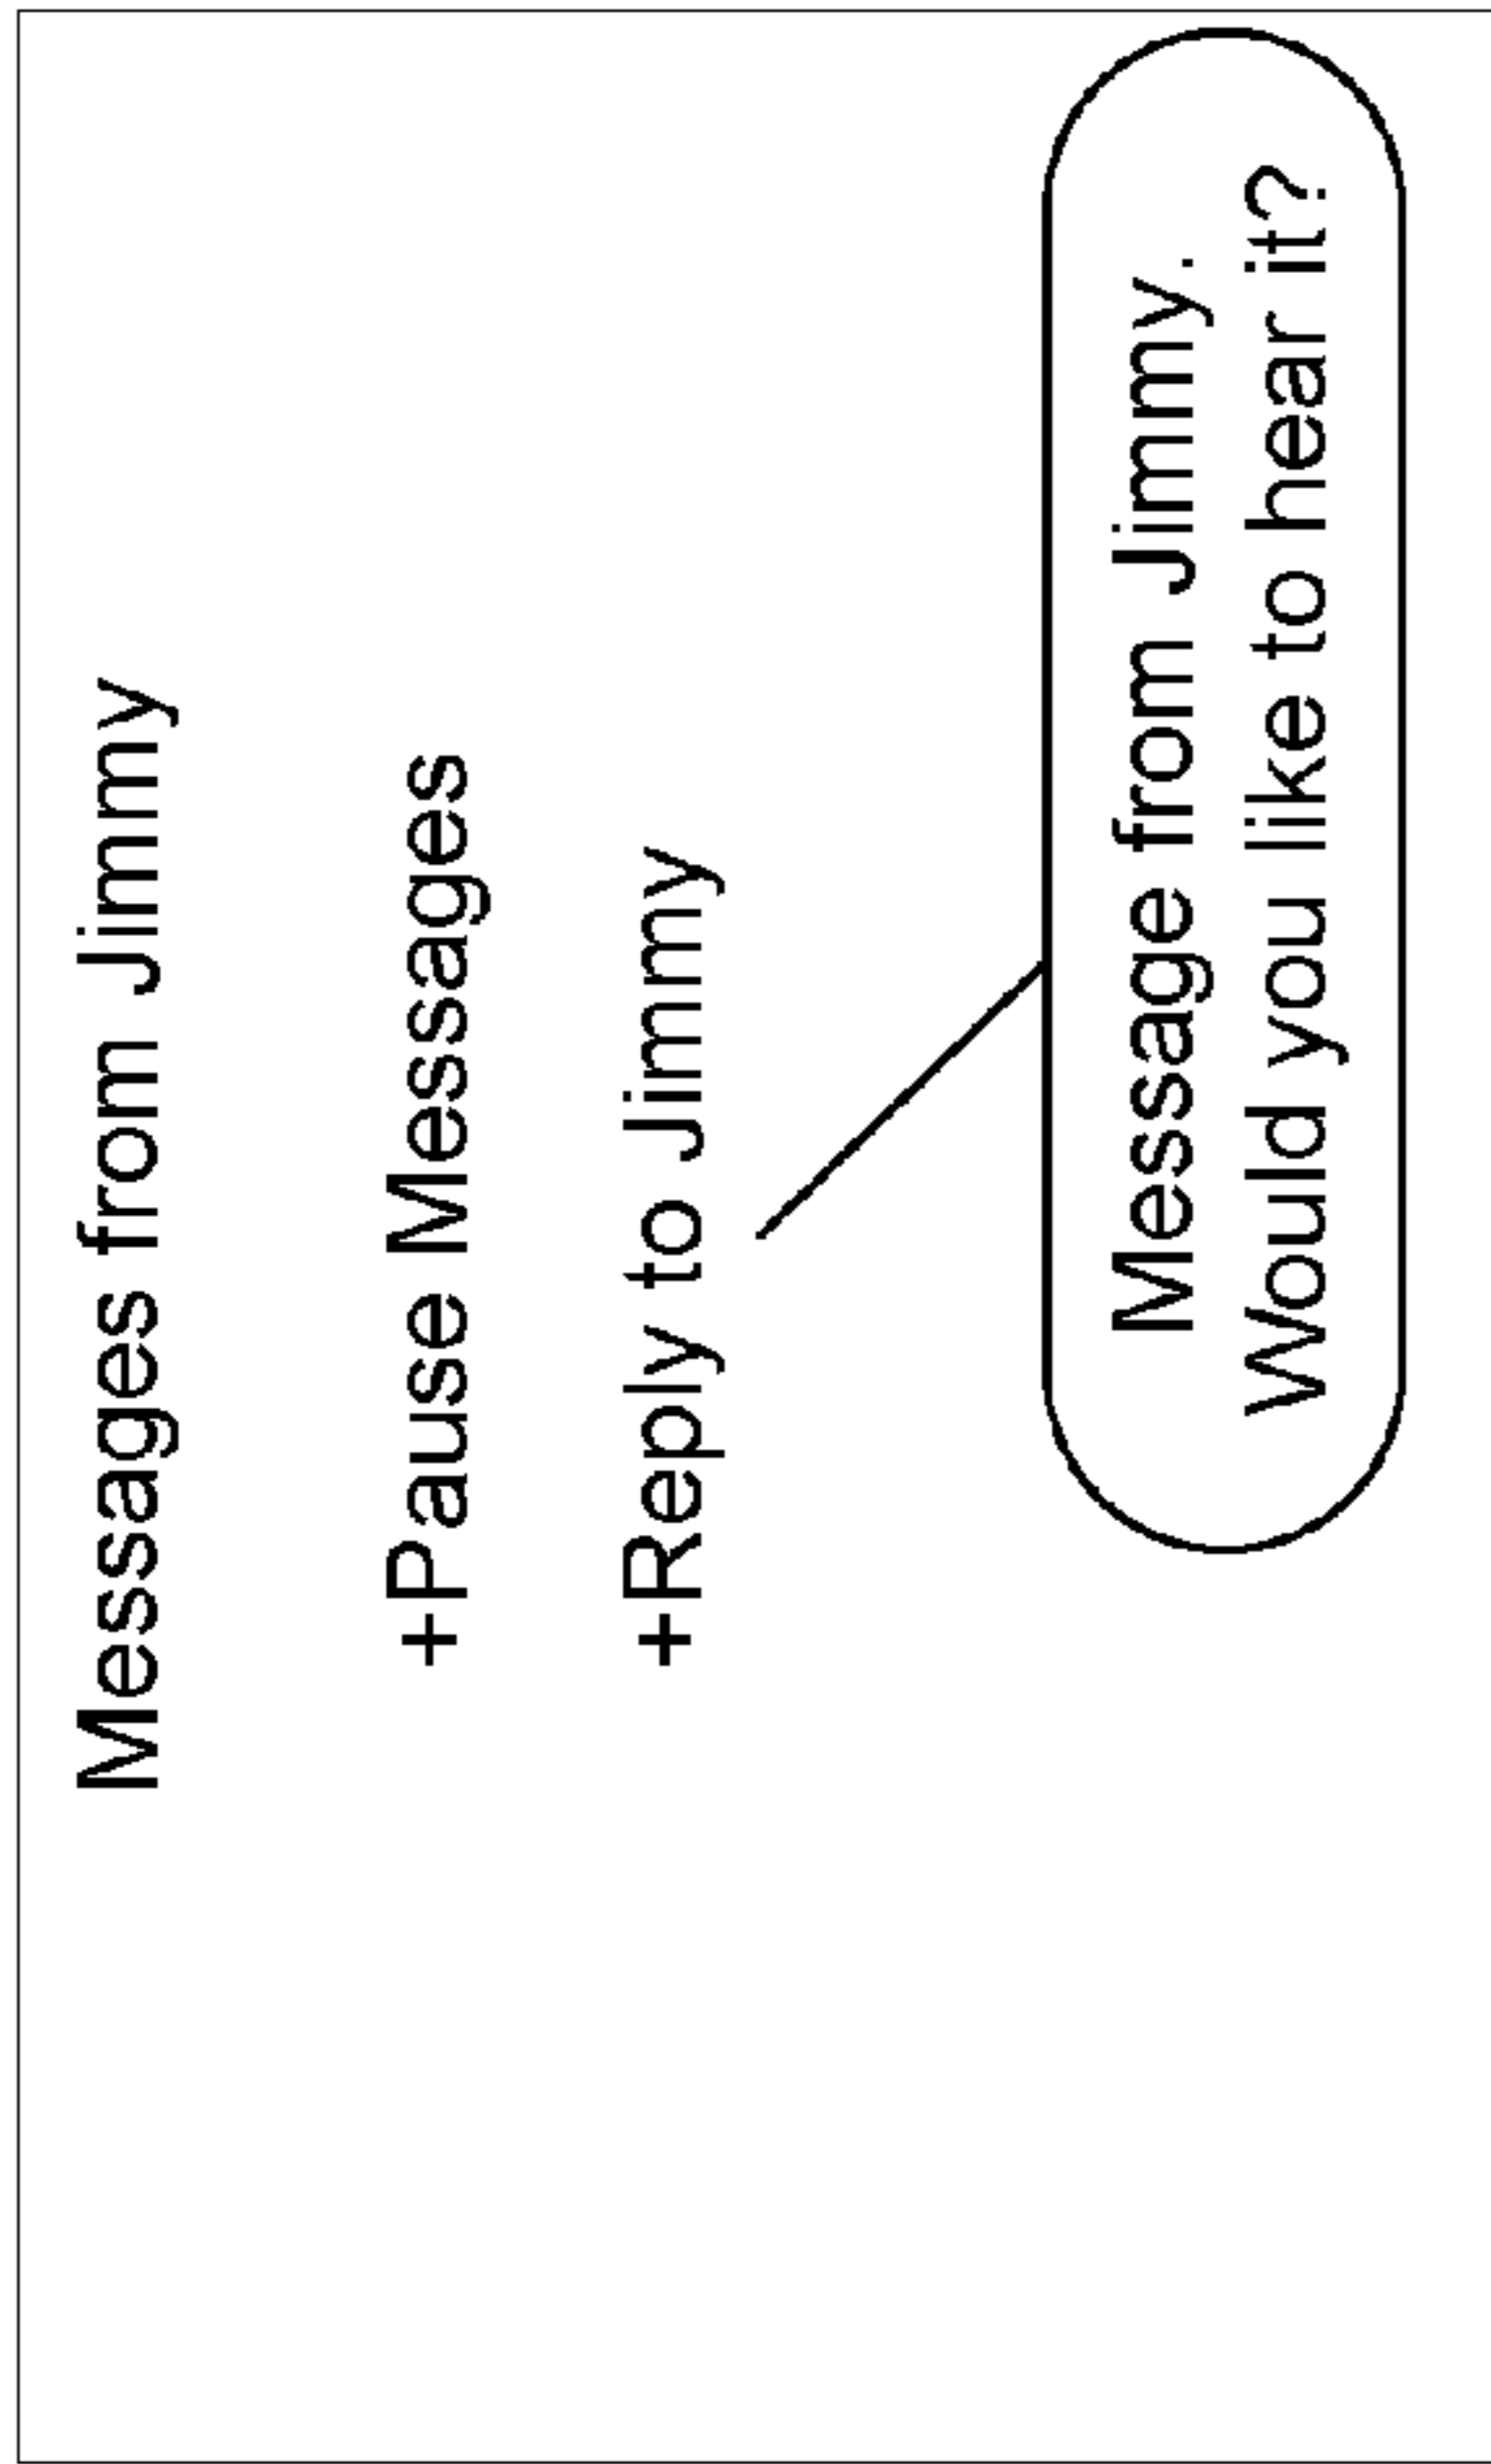 Messages from Jimmy
+Pause Messages
+Reply to Jimmy
Message from Jimmy.
Would you like to hear it?